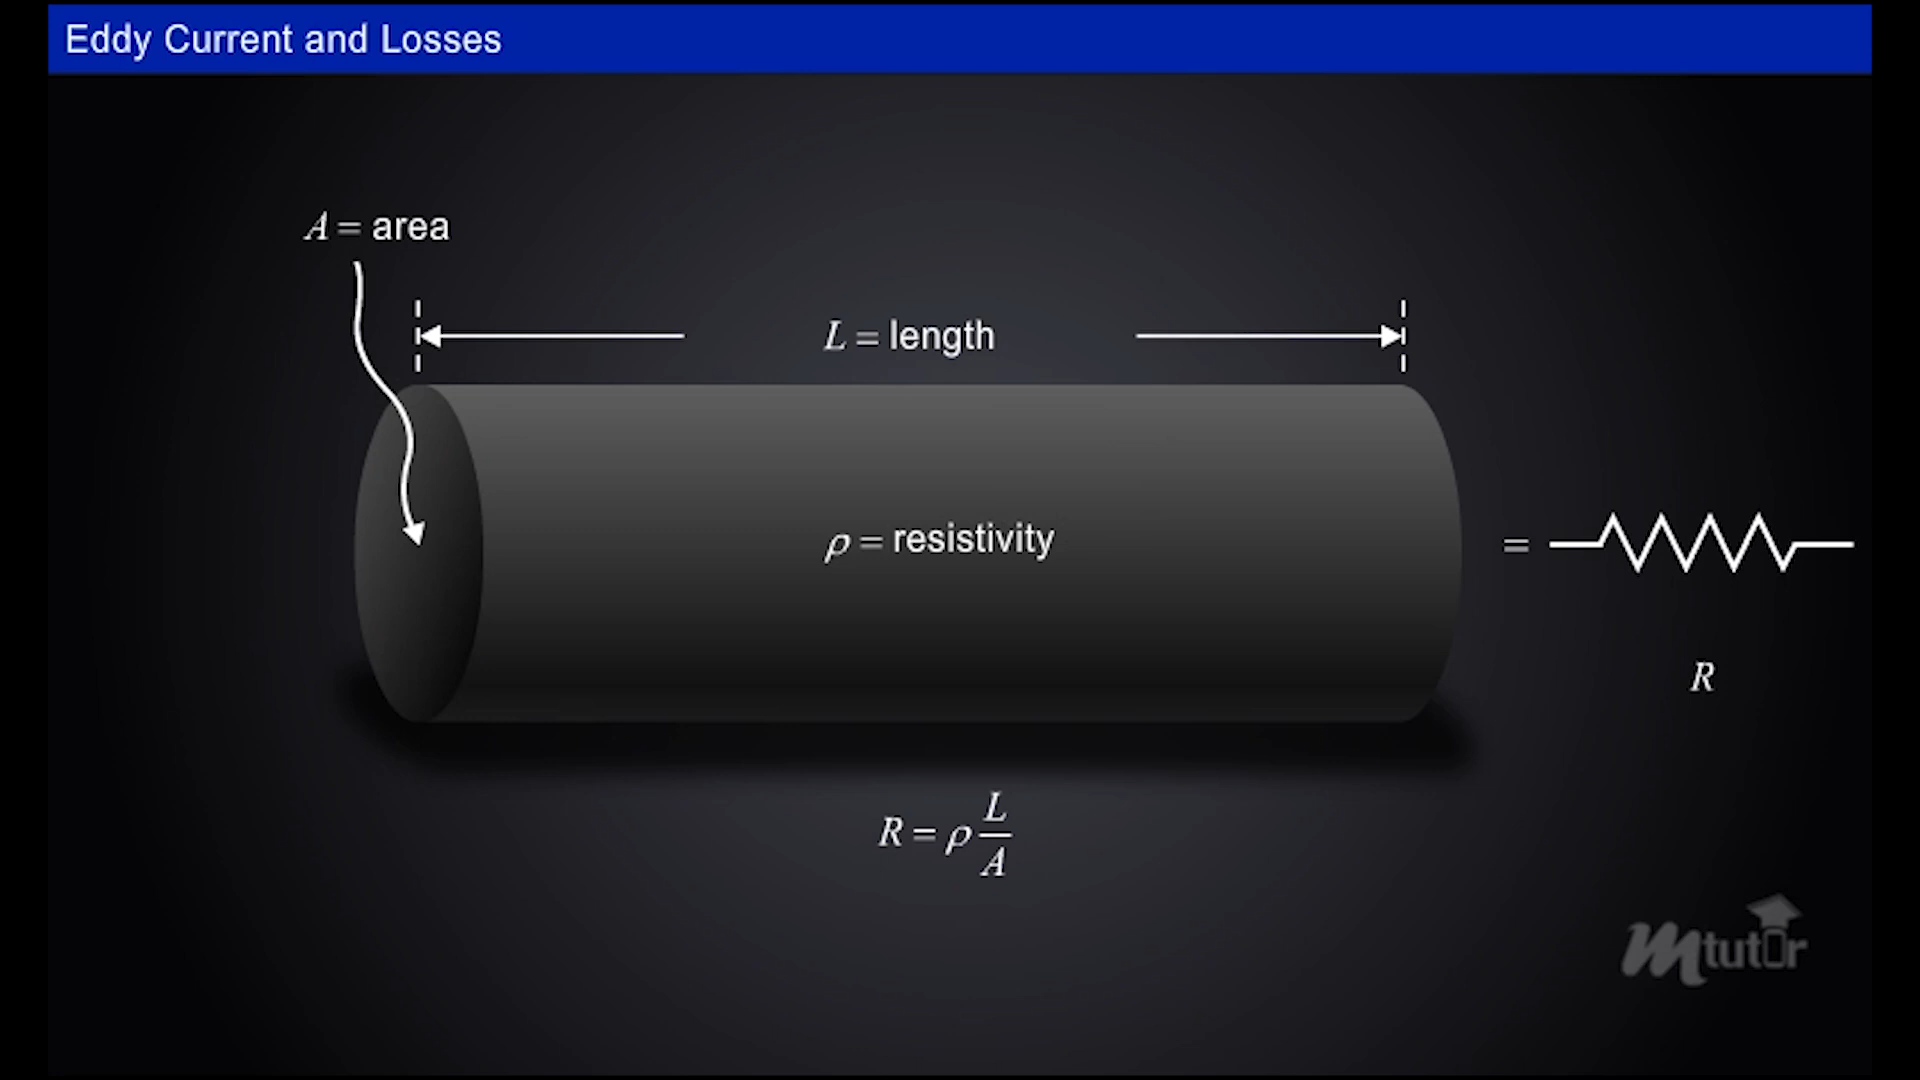 Eddy Current and Losses
A = area
L = length
ρ = resistivity
=
R
R = ρ L/A
Mtutor